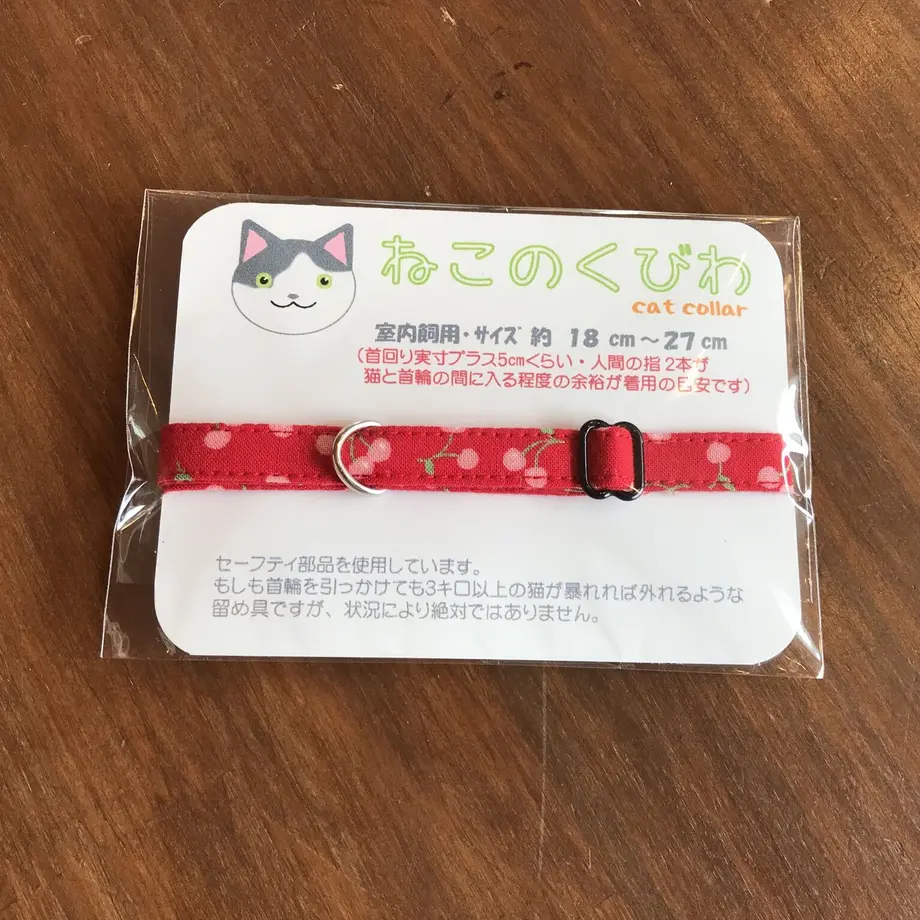 ねこのくびわ
cat collar
室内飼用・サイズ 約 18 cm～27 cm
(首回り実寸プラス5cmくらい・人間の指 2本が
猫と首輪の間に入る程度の余裕が着用の目安です)
セーフティ部品を使用しています。
もしも首輪を引っかけても3キロ以上の猫が暴れれば外れるような
留め具ですが、状況により絶対ではありません。